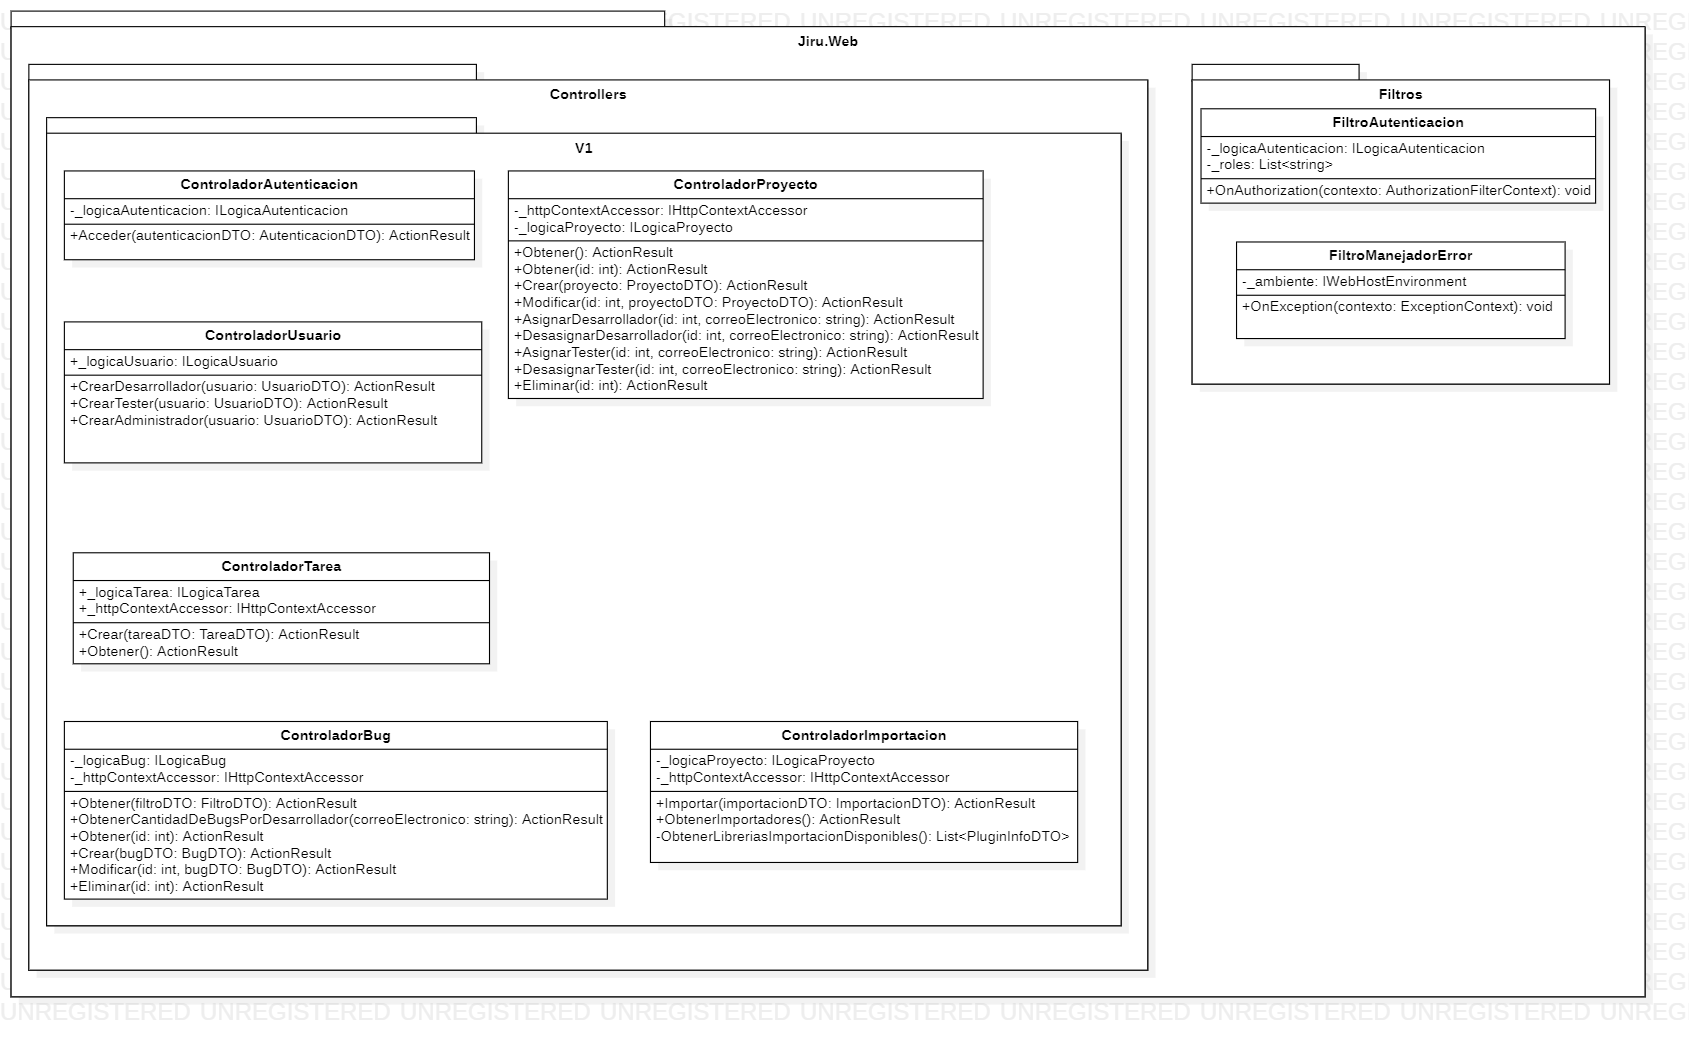 Jiru.Web
Controllers
V1
ControladorAutenticacion
-_logicaAutenticacion: ILogicaAutenticacion
+Acceder(autenticacionDTO: AutenticacionDTO): ActionResult
ControladorProyecto
-_httpContextAccessor: IHttpContextAccessor
-_logicaProyecto: ILogicaProyecto
+Obtener(): ActionResult
+Obtener(id: int): ActionResult
+Crear(proyecto: ProyectoDTO): ActionResult
+Modificar(id: int, proyectoDTO: ProyectoDTO): ActionResult
+AsignarDesarrollador(id: int, correoElectronico: string): ActionResult
+DesasignarDesarrollador(id: int, correoElectronico: string): ActionResult
+AsignarTester(id: int, correoElectronico: string): ActionResult
+DesasignarTester(id: int, correoElectronico: string): ActionResult
+Eliminar(id: int): ActionResult
ControladorUsuario
+_logicaUsuario: ILogicaUsuario
+CrearDesarrollador(usuario: UsuarioDTO): ActionResult
+CrearTester(usuario: UsuarioDTO): ActionResult
+CrearAdministrador(usuario: UsuarioDTO): ActionResult
ControladorTarea
+_logicaTarea: ILogicaTarea
+_httpContextAccessor: IHttpContextAccessor
+Crear(tareaDTO: TareaDTO): ActionResult
+Obtener(): ActionResult
ControladorBug
-_logicaBug: ILogicaBug
-_httpContextAccessor: IHttpContextAccessor
+Obtener(filtroDTO: FiltroDTO): ActionResult
+ObtenerCantidadDeBugsPorDesarrollador(correoElectronico: string): ActionResult
+Obtener(id: int): ActionResult
+Crear(bugDTO: BugDTO): ActionResult
+Modificar(id: int, bugDTO: BugDTO): ActionResult
+Eliminar(id: int): ActionResult
ControladorImportacion
-_logicaProyecto: ILogicaProyecto
-_httpContextAccessor: IHttpContextAccessor
+Importar(importacionDTO: ImportacionDTO): ActionResult
+ObtenerImportadores(): ActionResult
-ObtenerLibreriasImportacionDisponibles(): List<PluginInfoDTO>
Filtros
FiltroAutenticacion
-_logicaAutenticacion: ILogicaAutenticacion
-_roles: List<string>
+OnAuthorization(contexto: AuthorizationFilterContext): void
FiltroManejadorError
-_ambiente: IWebHostEnvironment
+OnException(contexto: ExceptionContext): void
UNREGISTERED UNREGISTERED UNREGISTERED UNREGISTERED UNREGISTERED UNREGISTERED UNREGISTERED UNREGISTERED